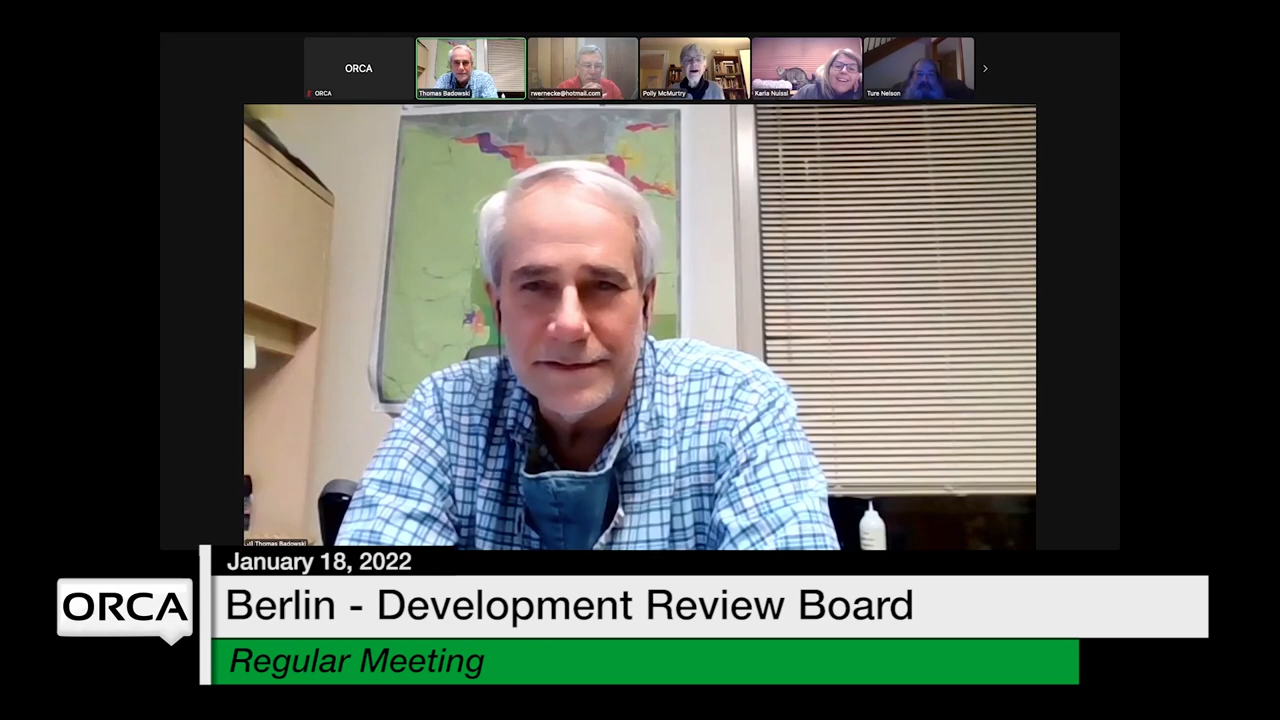 ORCA
ORCA
Thomas Badowski
rwernecke@hotmail.com
Polly McMurtry
Karla Nuissl
Ture Nelson
Thomas Badowski
January 18, 2022
ORCA
Berlin - Development Review Board
Regular Meeting